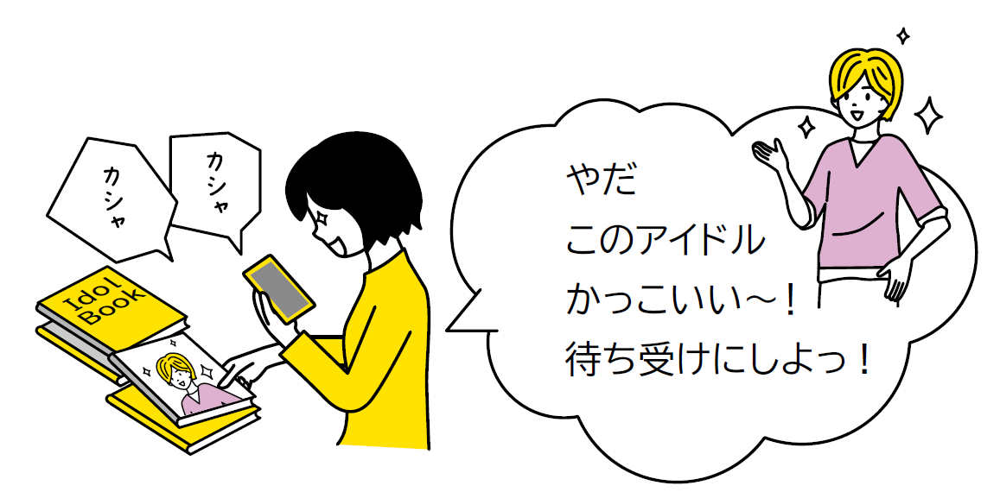 カシャ
カシャ
Idol
Book
やだ
このアイドル
かっこいい～！
待ち受けにしよっ！